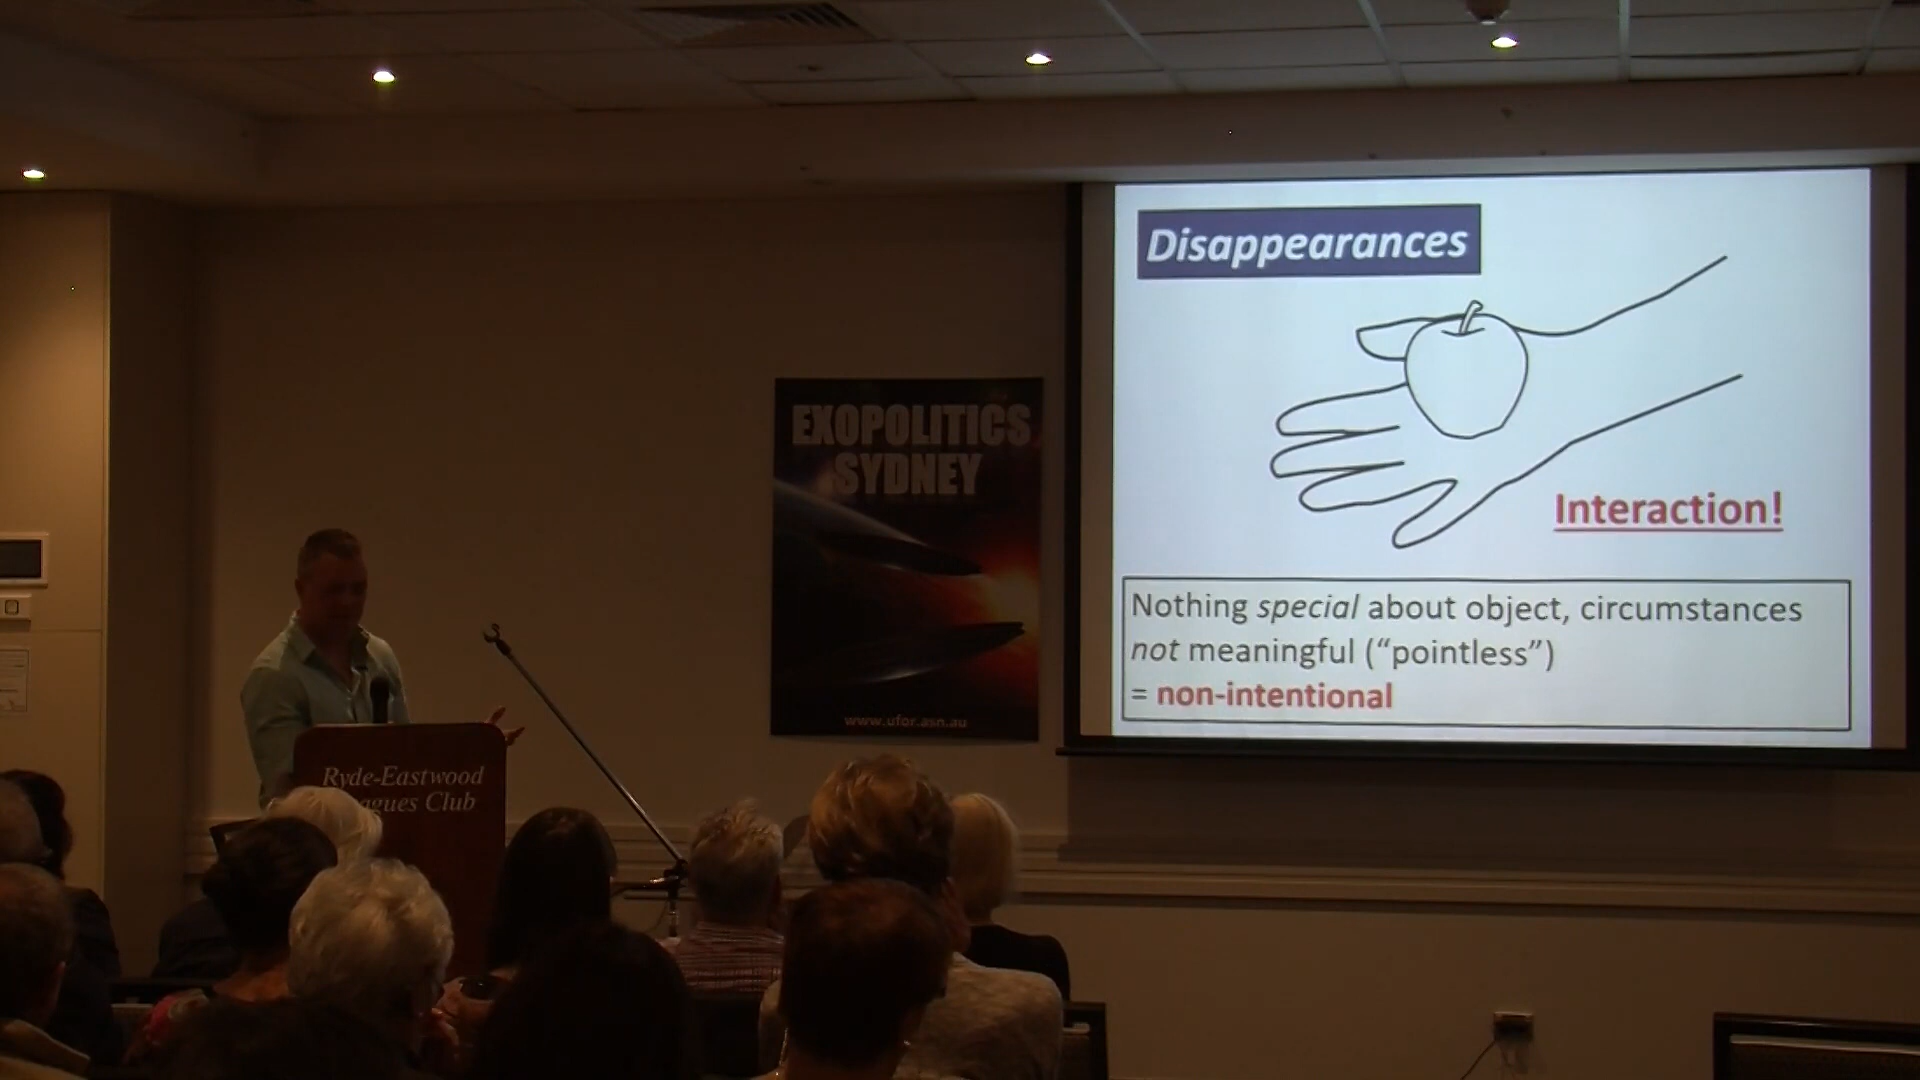 Disappearances
Interaction!
Nothing special about object, circumstances
not meaningful (“pointless”)
= non-intentional
EXOPOLITICS
SYDNEY
www.ufor.asn.au
Ryde-Eastwood
agues Club